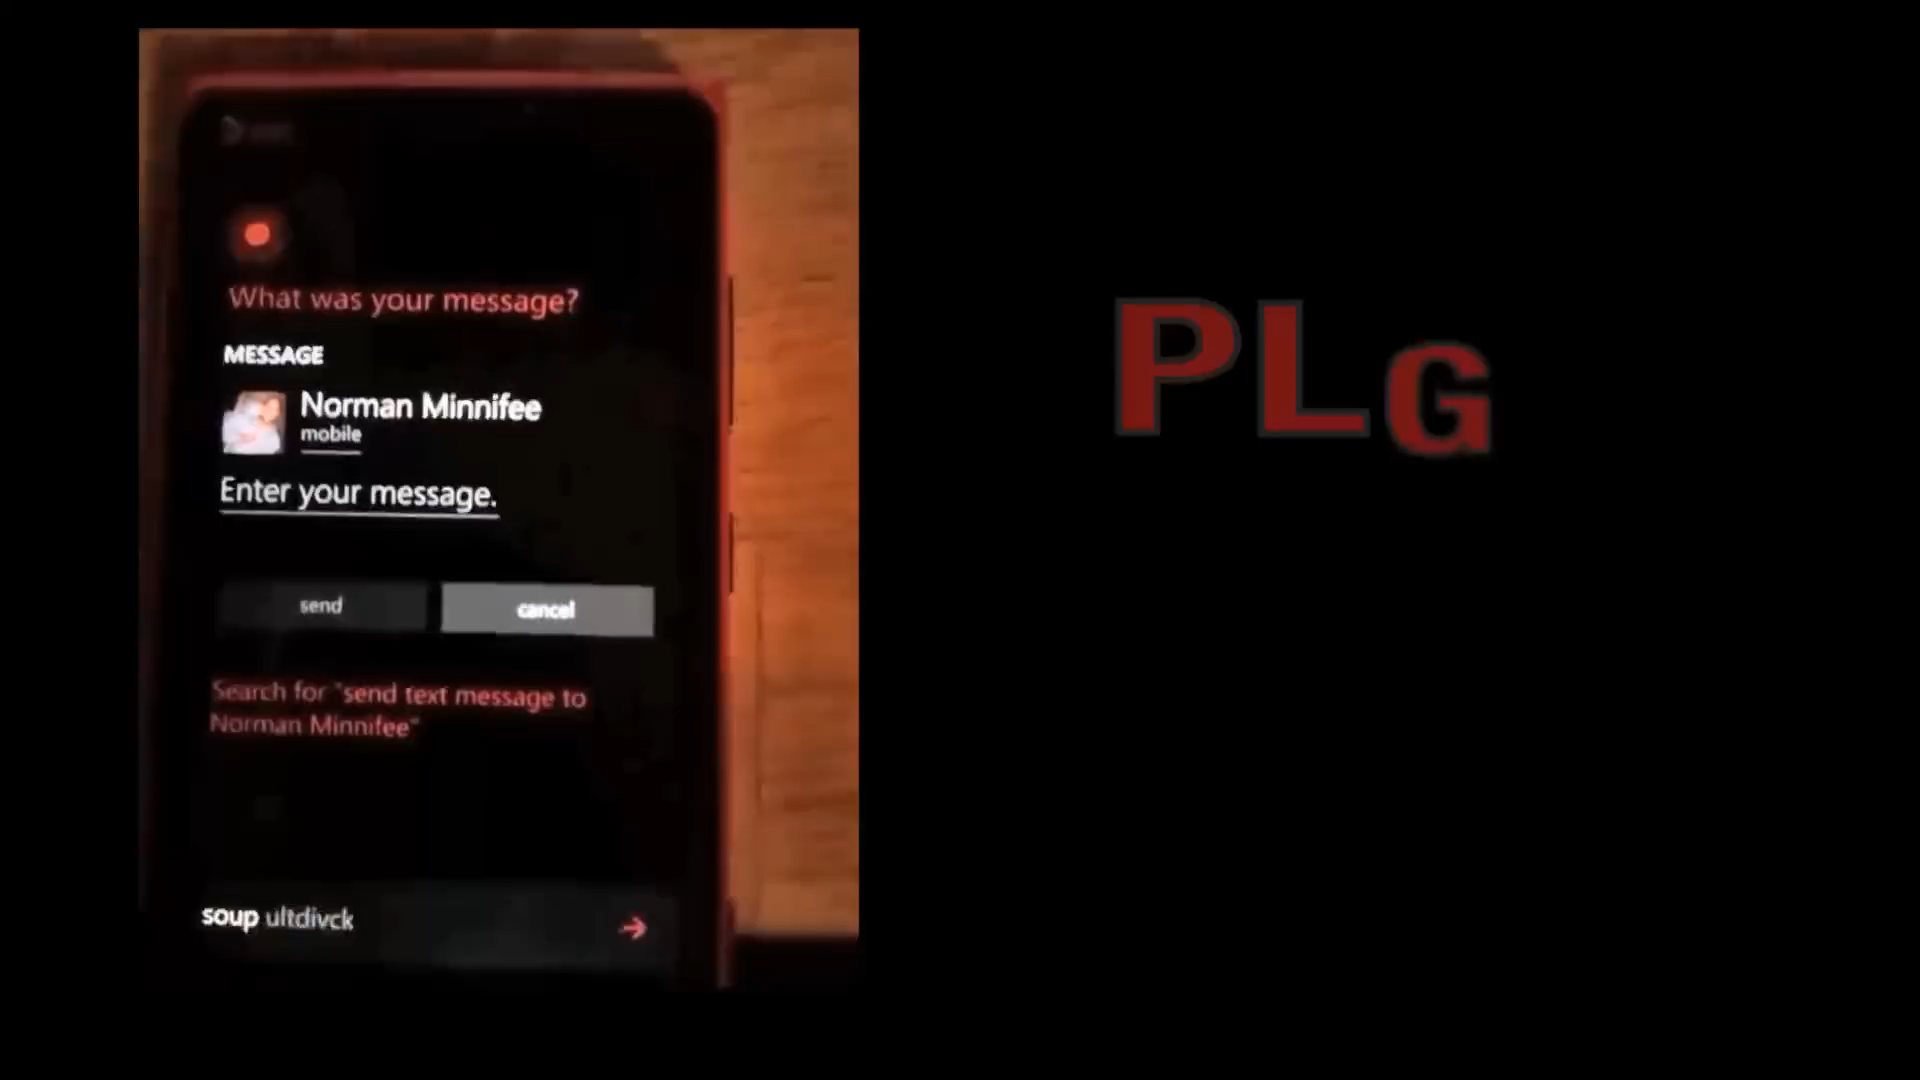 What was your message?
MESSAGE
Norman Minnifee
mobile
Enter your message.
send
cancel
Search for "send text message to
Norman Minnifee"
soup
PLG